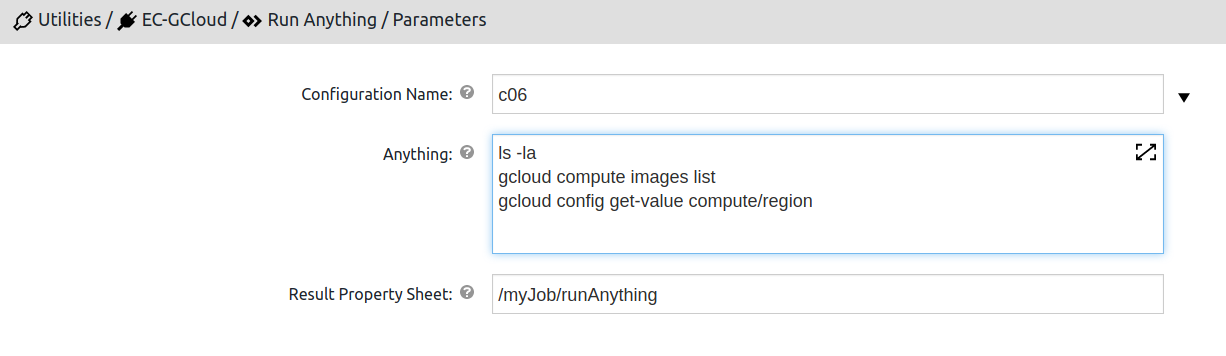 Utilities / EC-GCloud / Run Anything / Parameters
Configuration Name: c06
Anything: ls -la
gcloud compute images list
gcloud config get-value compute/region
Result Property Sheet: /myJob/runAnything